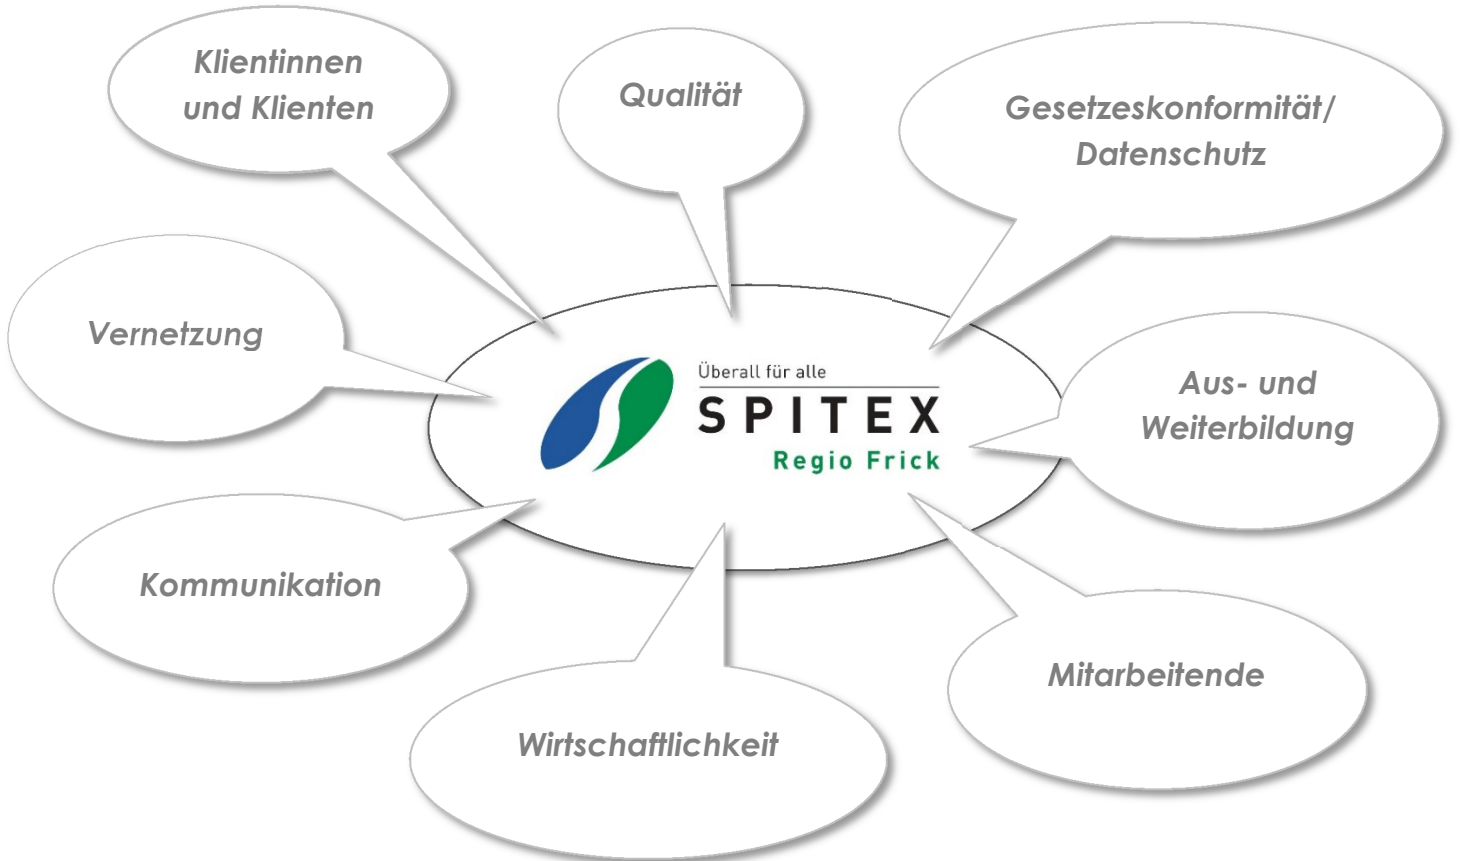 Klientinnen
und Klienten
Qualität
Gesetzeskonformität/
Datenschutz
Vernetzung
Überall für alle
SPITEX
Regio Frick
Aus- und
Weiterbildung
Kommunikation
Mitarbeitende
Wirtschaftlichkeit